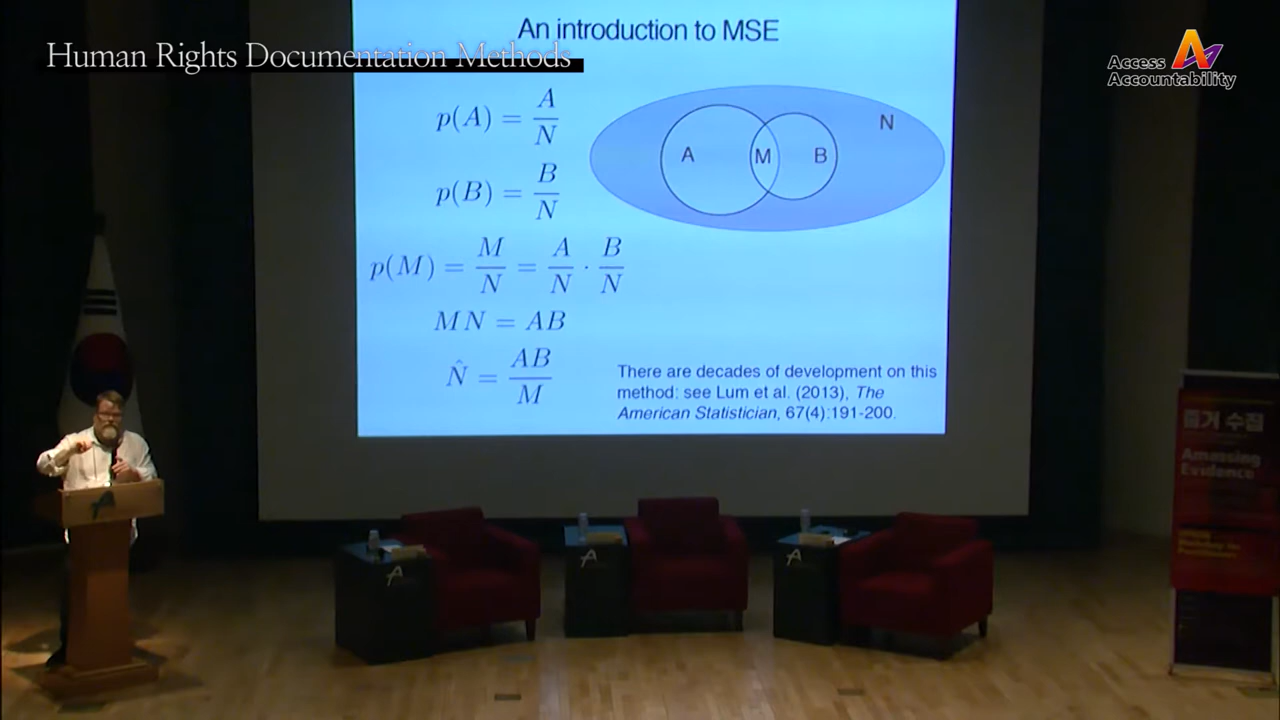 An introduction to MSE
Human Rights Documentation Methods
Access
Accountability
p(A) = A/N
p(B) = B/N
p(M) = M/N = A/N · B/N
MN = AB
N̂ = AB/M
A
M
B
N
There are decades of development on this
method: see Lum et al. (2013), The
American Statistician, 67(4):191-200.
증거 수집
Amassing
Evidence